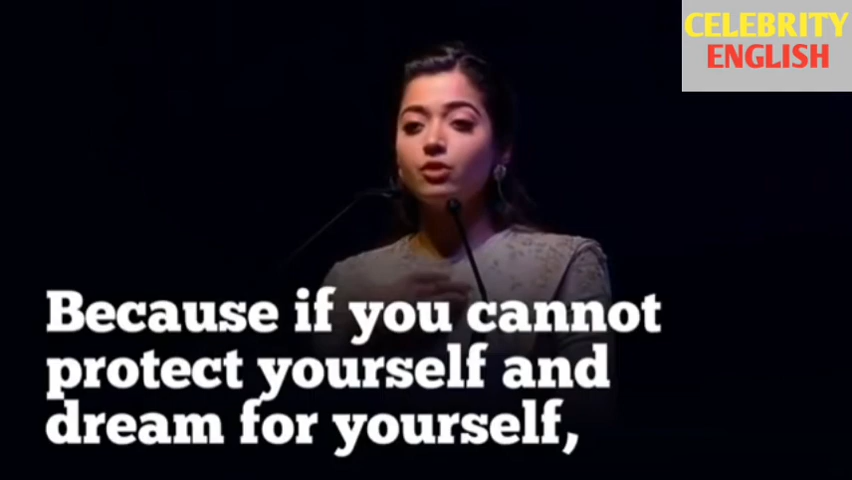 CELEBRITY
ENGLISH
Because if you cannot
protect yourself and
dream for yourself,